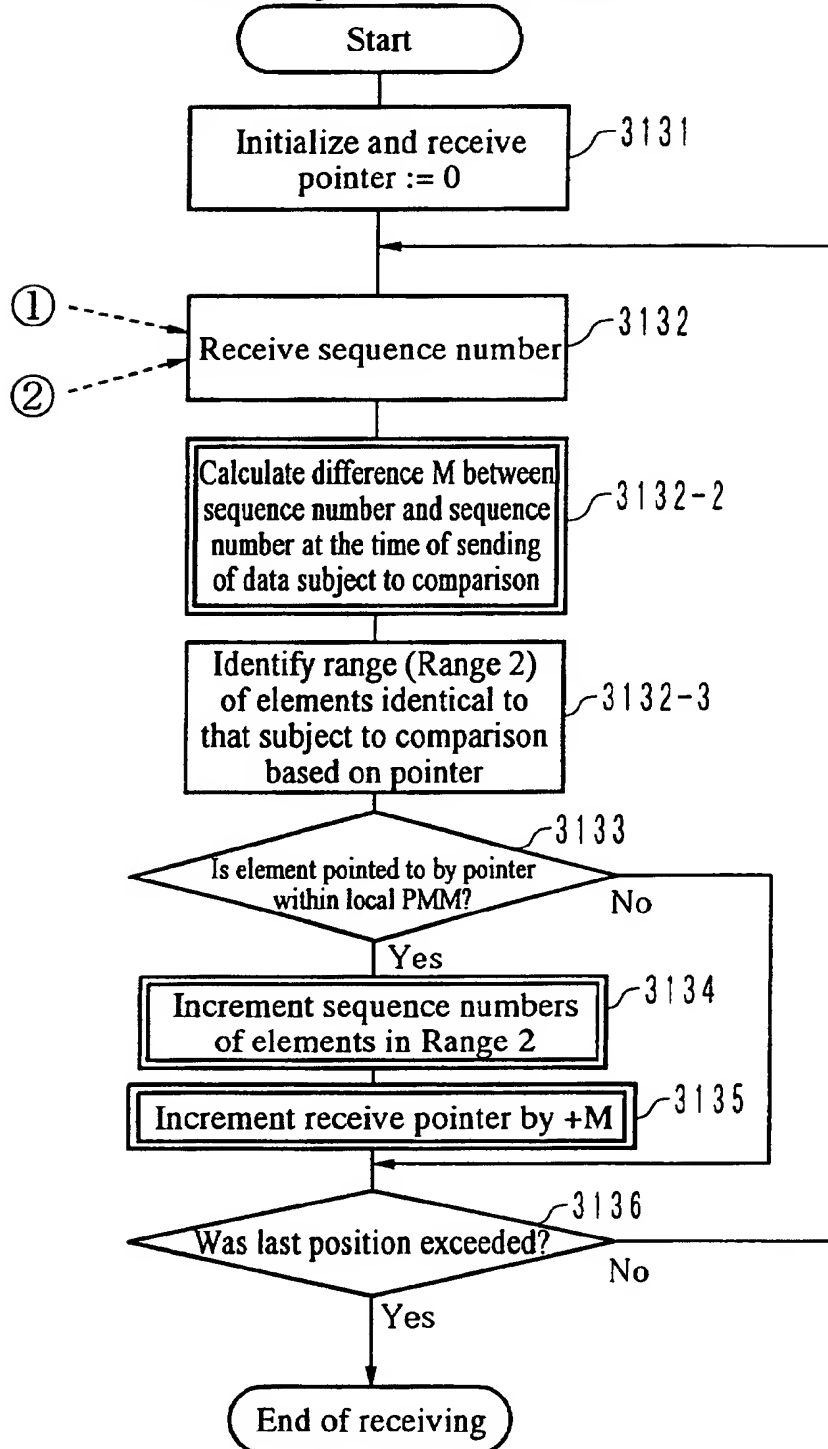 Start
Initialize and receive
pointer := 0
3131
①
②
Receive sequence number
3132
Calculate difference M between
sequence number and sequence
number at the time of sending
of data subject to comparison
3132-2
Identify range (Range 2)
of elements identical to
that subject to comparison
based on pointer
3132-3
3133
Is element pointed to by pointer
within local PMM?
No
Yes
Increment sequence numbers
of elements in Range 2
3134
Increment receive pointer by +M
3135
3136
Was last position exceeded?
No
Yes
End of receiving